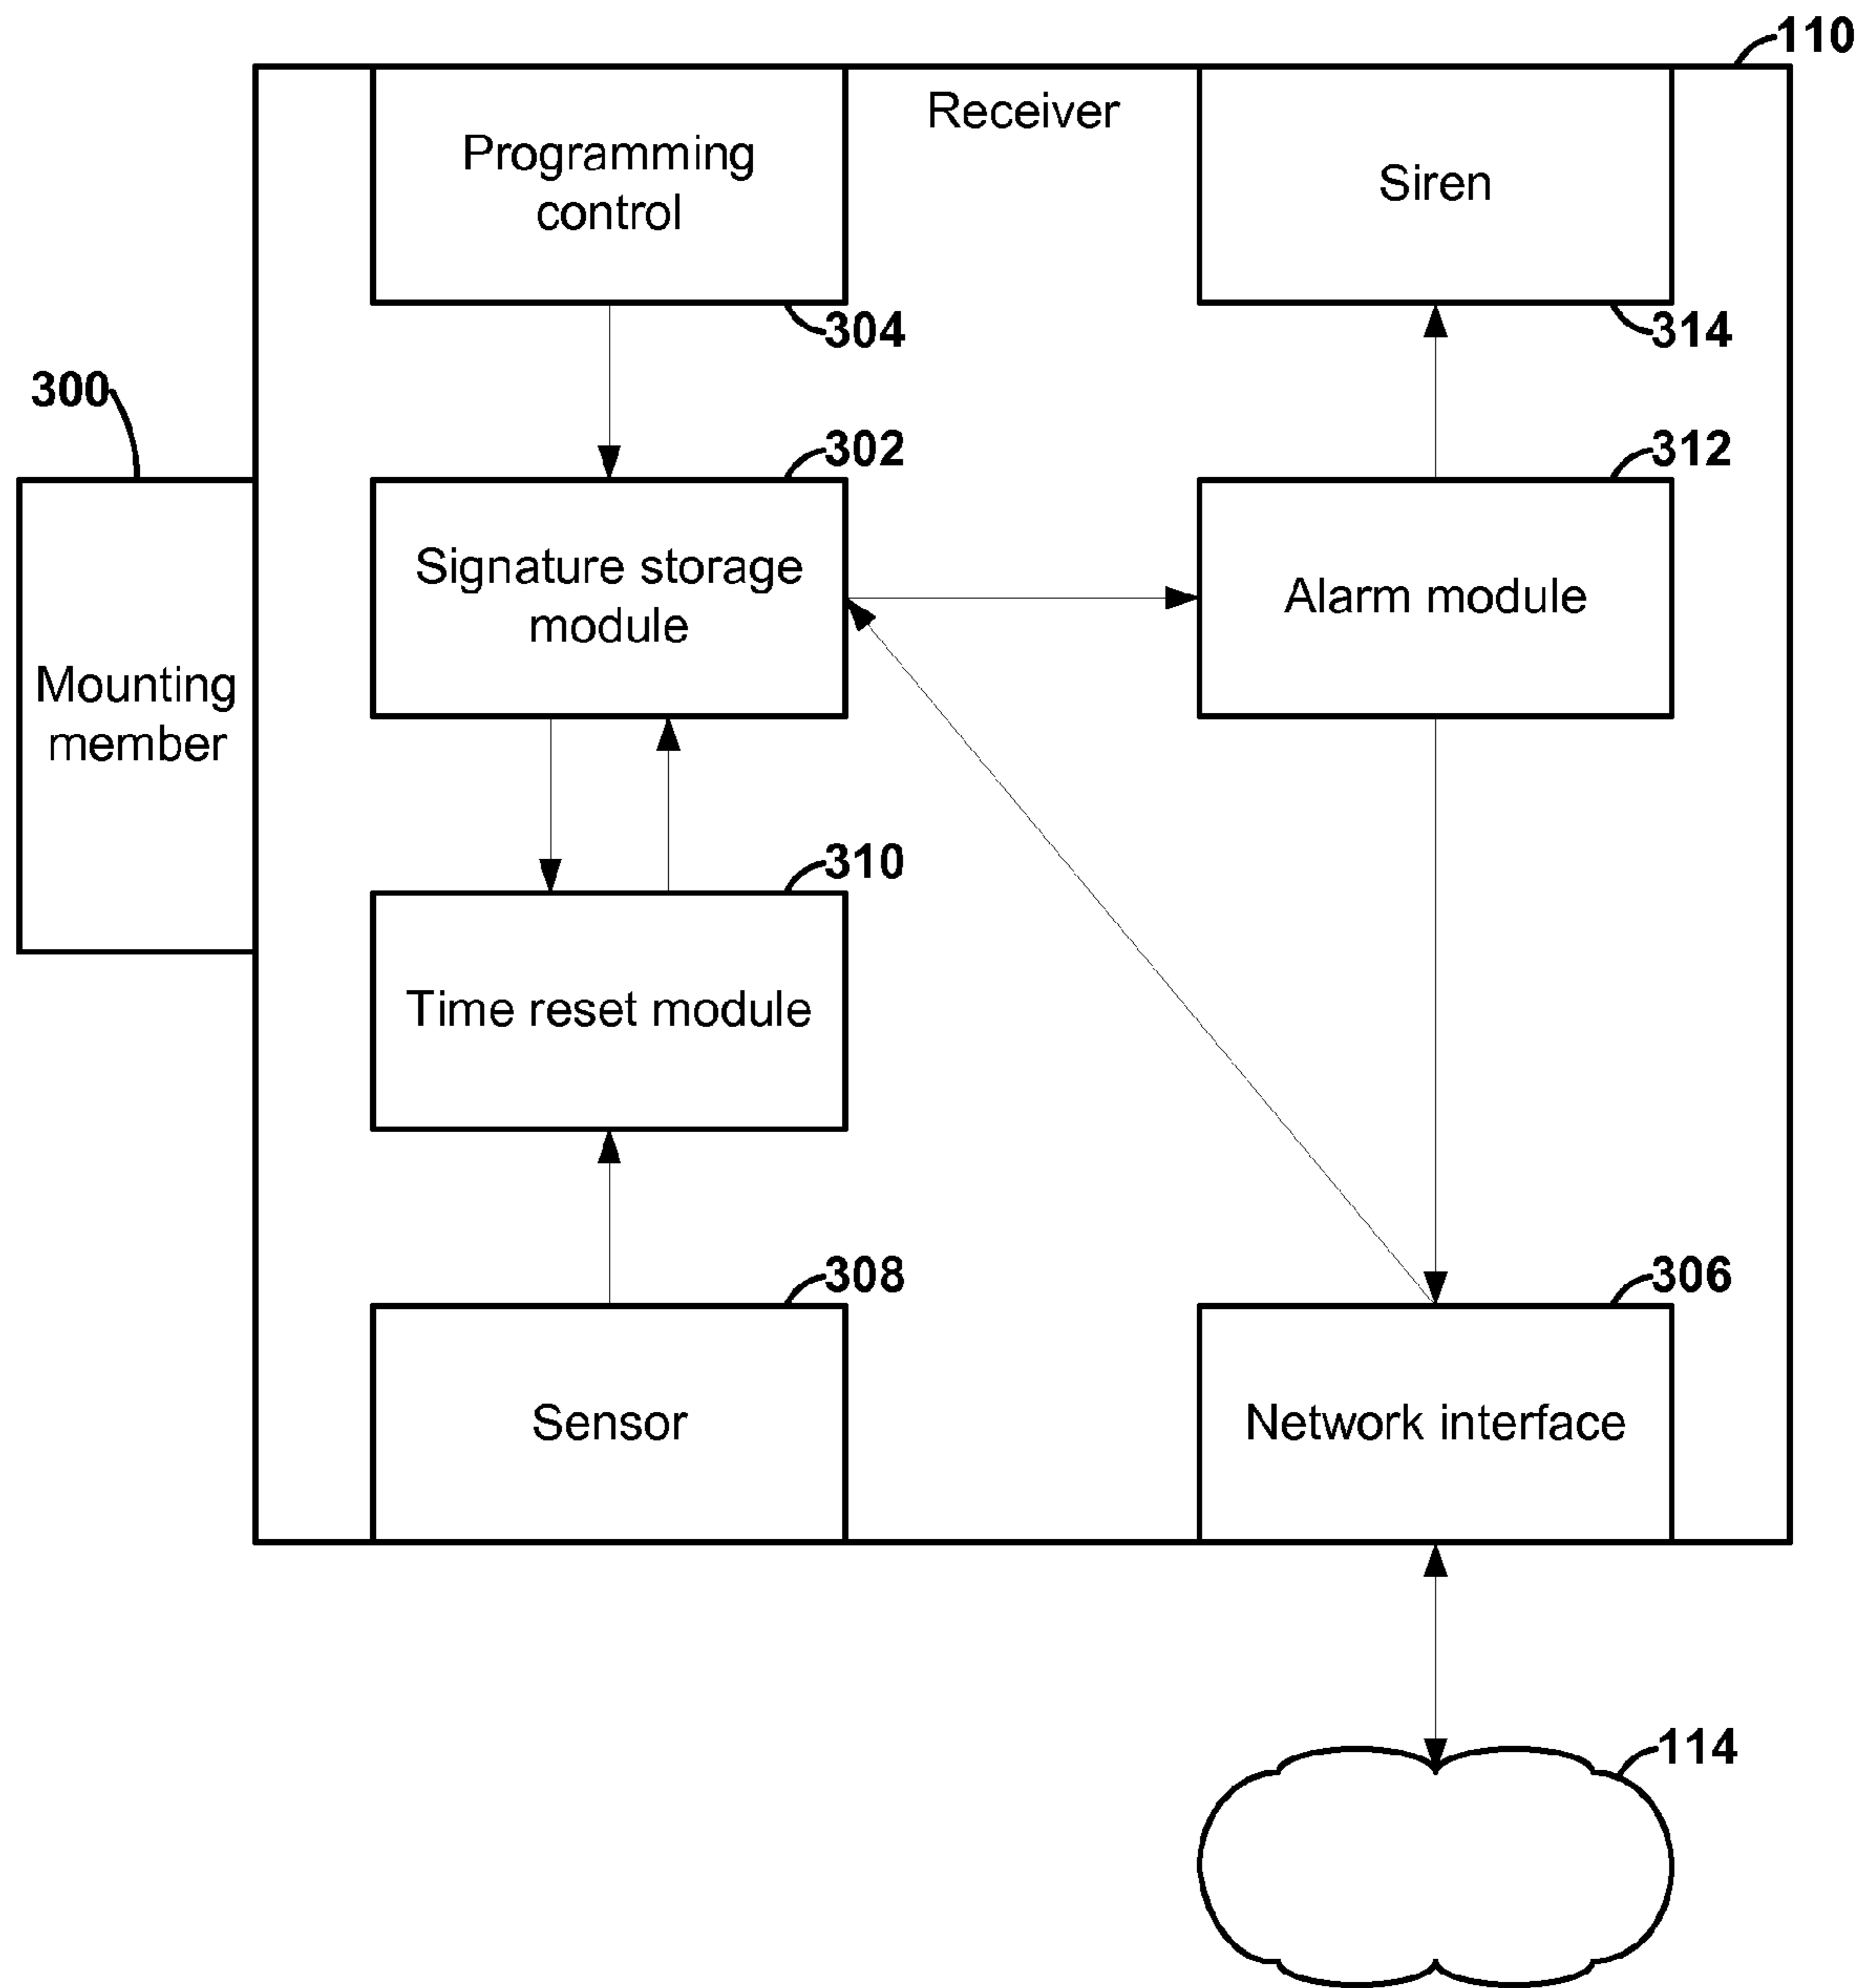 110
Programming
control
Receiver
Siren
304
314
300
302
312
Signature storage
module
Alarm module
Mounting
member
310
Time reset module
308
306
Sensor
Network interface
114